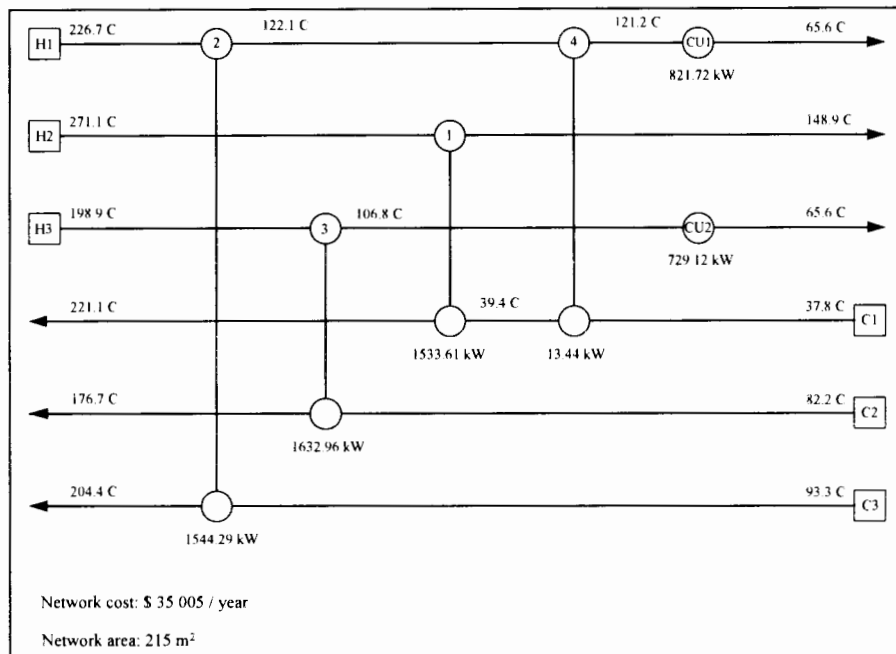 226.7 C 122.1 C 121.2 C 65.6 C
H1 2 4 CU1
821.72 kW
271.1 C 148.9 C
H2 1
198.9 C 106.8 C 65.6 C
H3 3 CU2
729.12 kW
221.1 C 39.4 C 37.8 C
C1
1533.61 kW 13.44 kW
176.7 C 82.2 C
C2
1632.96 kW
204.4 C 93.3 C
C3
1544.29 kW
Network cost: $ 35 005 / year
Network area: 215 m²